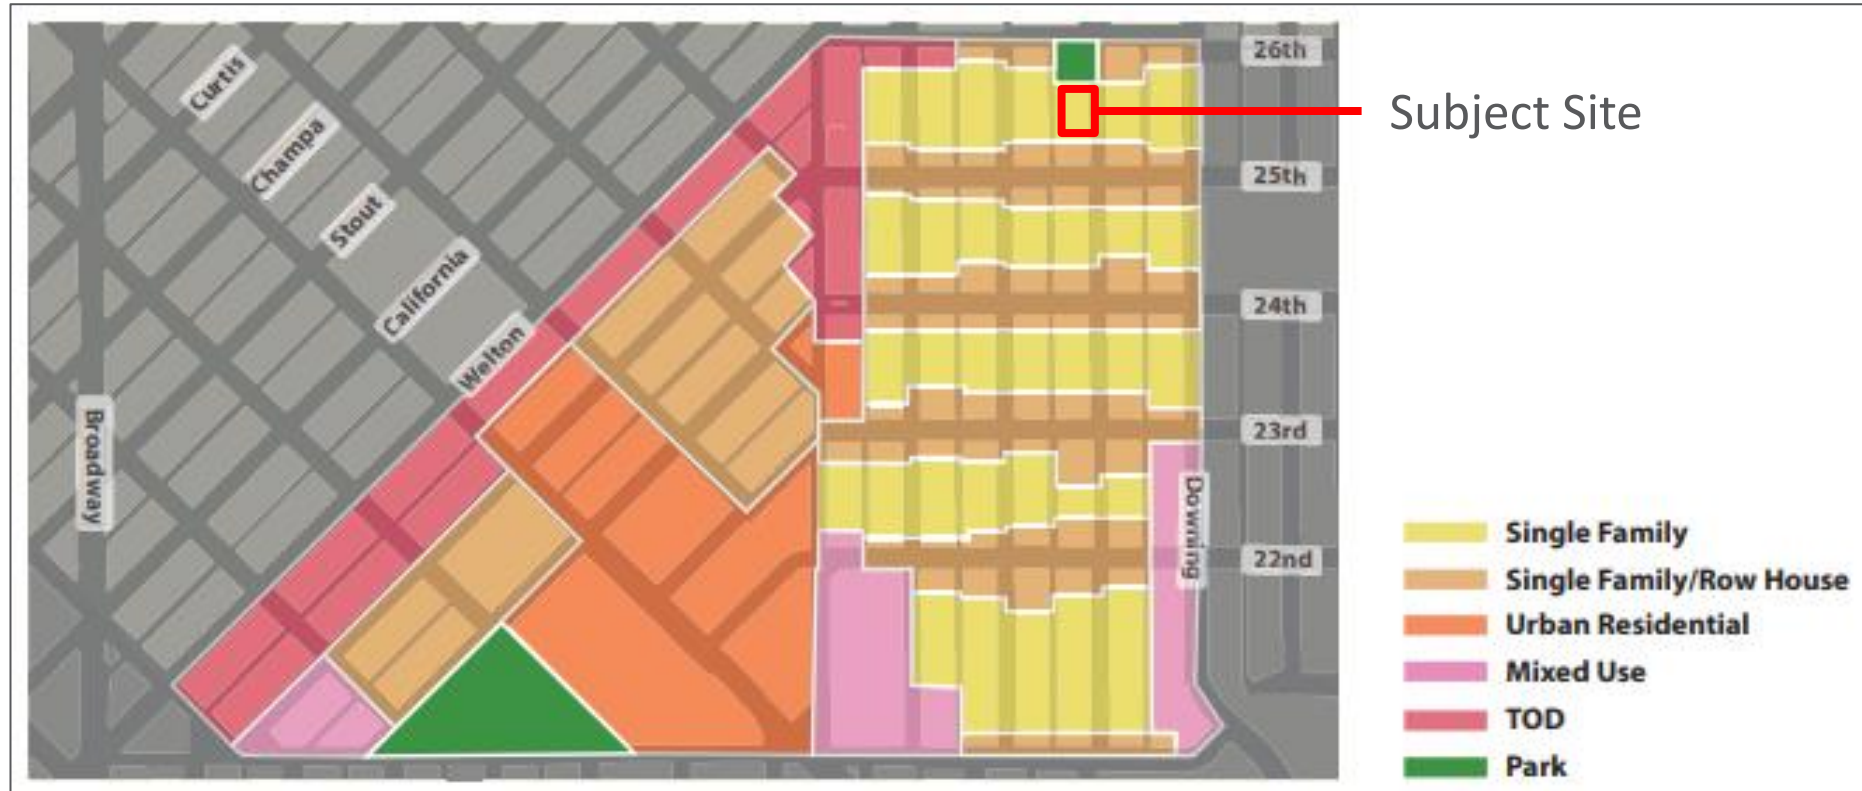 Curtis
Champa
Stout
California
Welton
Broadway
26th
Subject Site
25th
24th
23rd
Downing
22nd
Single Family
Single Family/Row House
Urban Residential
Mixed Use
TOD
Park